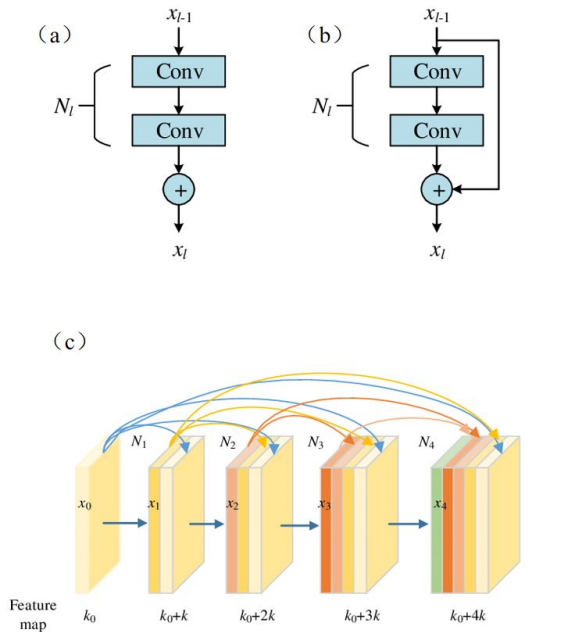 (a)
x_{l-1}
Conv
N_l
Conv
+
x_l
(b)
x_{l-1}
Conv
N_l
Conv
+
x_l
(c)
N_1 N_2 N_3 N_4
x_0 x_1 x_2 x_3 x_4
Feature
map
k_0 k_0+k k_0+2k k_0+3k k_0+4k